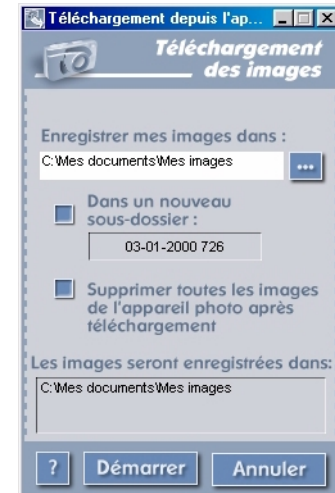 Téléchargement depuis l'ap...
Téléchargement
des images
Enregistrer mes images dans :
C:\Mes documents\Mes images
...
Dans un nouveau
sous-dossier :
03-01-2000 726
Supprimer toutes les images
de l'appareil photo après
téléchargement
Les images seront enregistrées dans:
C:\Mes documents\Mes images
? Démarrer Annuler